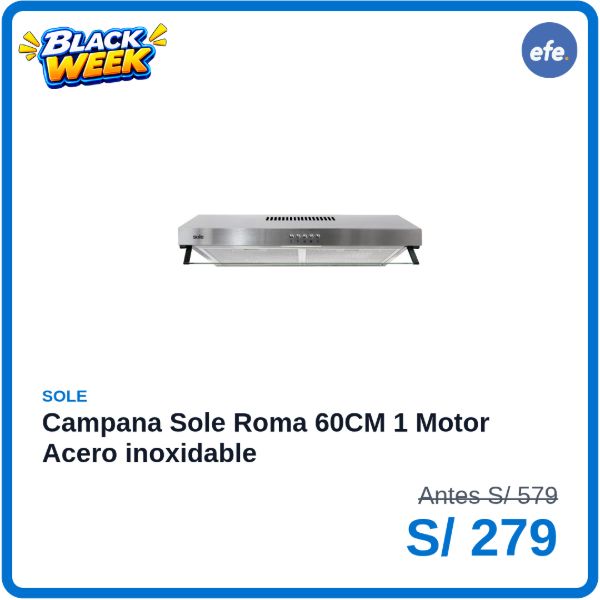 BLACK
WEEK
efe.
sole
SOLE
Campana Sole Roma 60CM 1 Motor
Acero inoxidable
Antes S/ 579
S/ 279